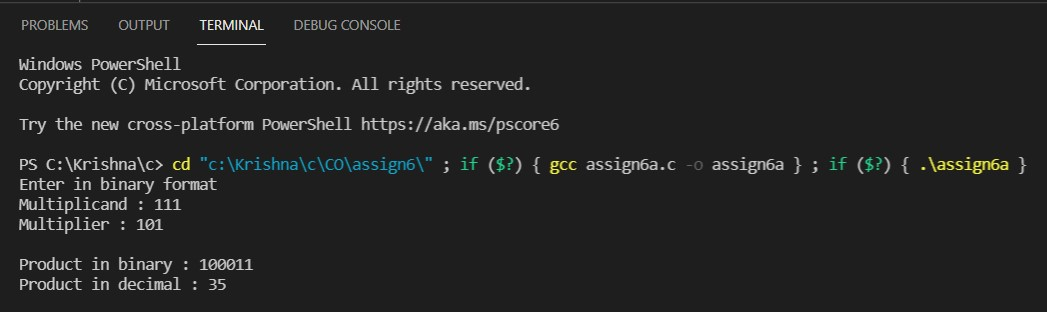 PROBLEMS OUTPUT TERMINAL DEBUG CONSOLE
Windows PowerShell
Copyright (C) Microsoft Corporation. All rights reserved.
Try the new cross-platform PowerShell https://aka.ms/pscore6
PS C:\Krishna\c> cd "c:\Krishna\c\CO\assign6\" ; if ($?) { gcc assign6a.c -o assign6a } ; if ($?) { .\assign6a }
Enter in binary format
Multiplicand : 111
Multiplier : 101
Product in binary : 100011
Product in decimal : 35